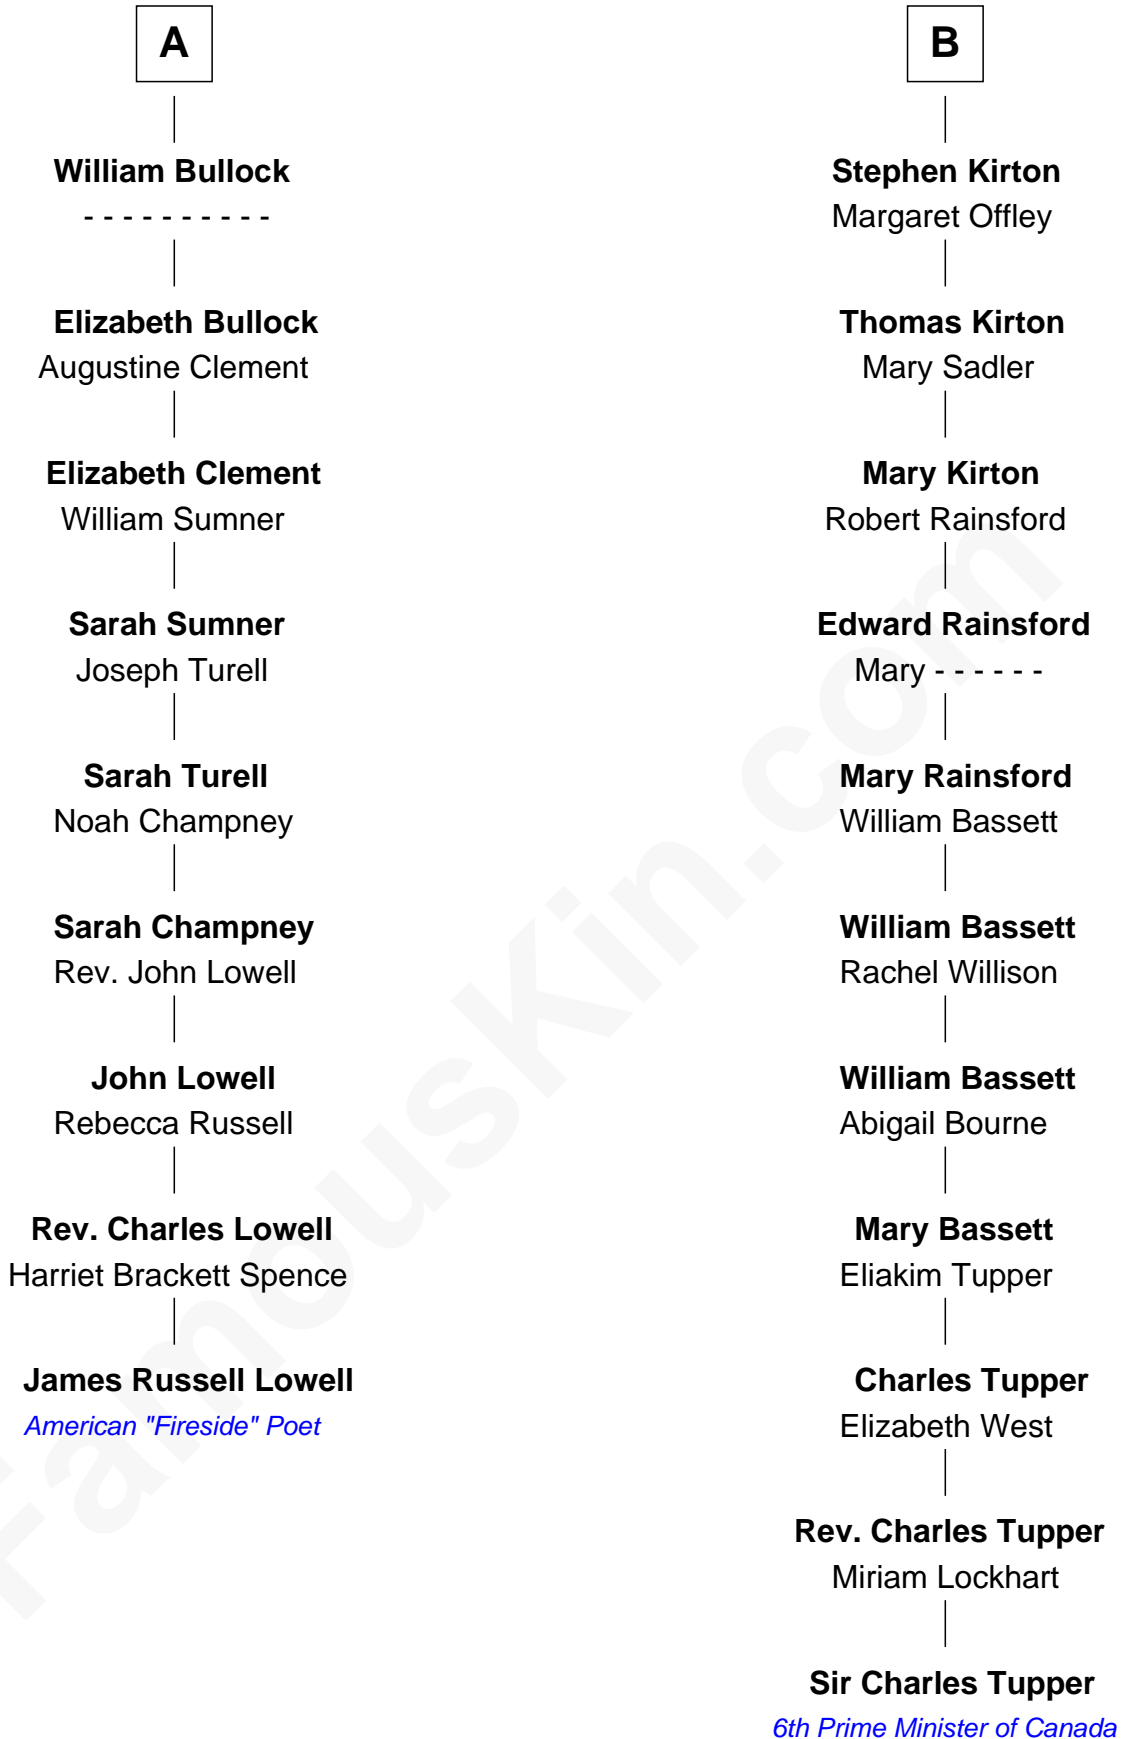 A
William Bullock
- - - - - - - - - -
Elizabeth Bullock
Augustine Clement
Elizabeth Clement
William Sumner
Sarah Sumner
Joseph Turell
Sarah Turell
Noah Champney
Sarah Champney
Rev. John Lowell
John Lowell
Rebecca Russell
Rev. Charles Lowell
Harriet Brackett Spence
James Russell Lowell
American "Fireside" Poet
B
Stephen Kirton
Margaret Offley
Thomas Kirton
Mary Sadler
Mary Kirton
Robert Rainsford
Edward Rainsford
Mary - - - - - -
Mary Rainsford
William Bassett
William Bassett
Rachel Willison
William Bassett
Abigail Bourne
Mary Bassett
Eliakim Tupper
Charles Tupper
Elizabeth West
Rev. Charles Tupper
Miriam Lockhart
Sir Charles Tupper
6th Prime Minister of Canada
FamousKin.com